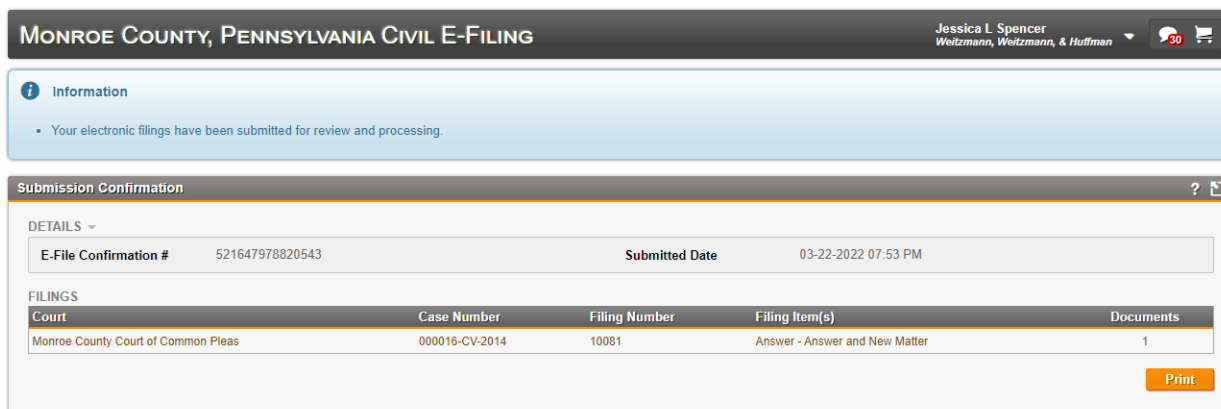 MONROE COUNTY, PENNSYLVANIA CIVIL E-FILING
Jessica L Spencer
Weitzmann, Weitzmann, & Huffman
30
i Information
• Your electronic filings have been submitted for review and processing.
Submission Confirmation ?
DETAILS
E-File Confirmation # 521647978820543 Submitted Date 03-22-2022 07:53 PM
FILINGS
Court Case Number Filing Number Filing Item(s) Documents
Monroe County Court of Common Pleas 000016-CV-2014 10081 Answer - Answer and New Matter 1
Print